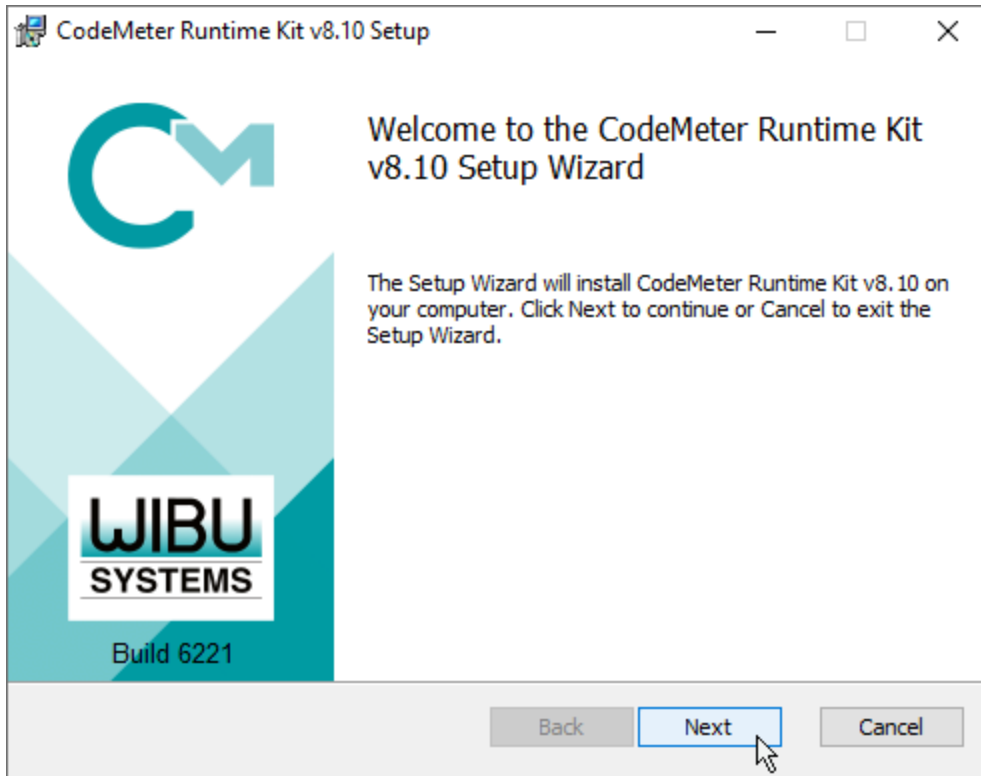 CodeMeter Runtime Kit v8.10 Setup
Welcome to the CodeMeter Runtime Kit
v8.10 Setup Wizard
The Setup Wizard will install CodeMeter Runtime Kit v8.10 on
your computer. Click Next to continue or Cancel to exit the
Setup Wizard.
WIBU
SYSTEMS
Build 6221
Back
Next
Cancel